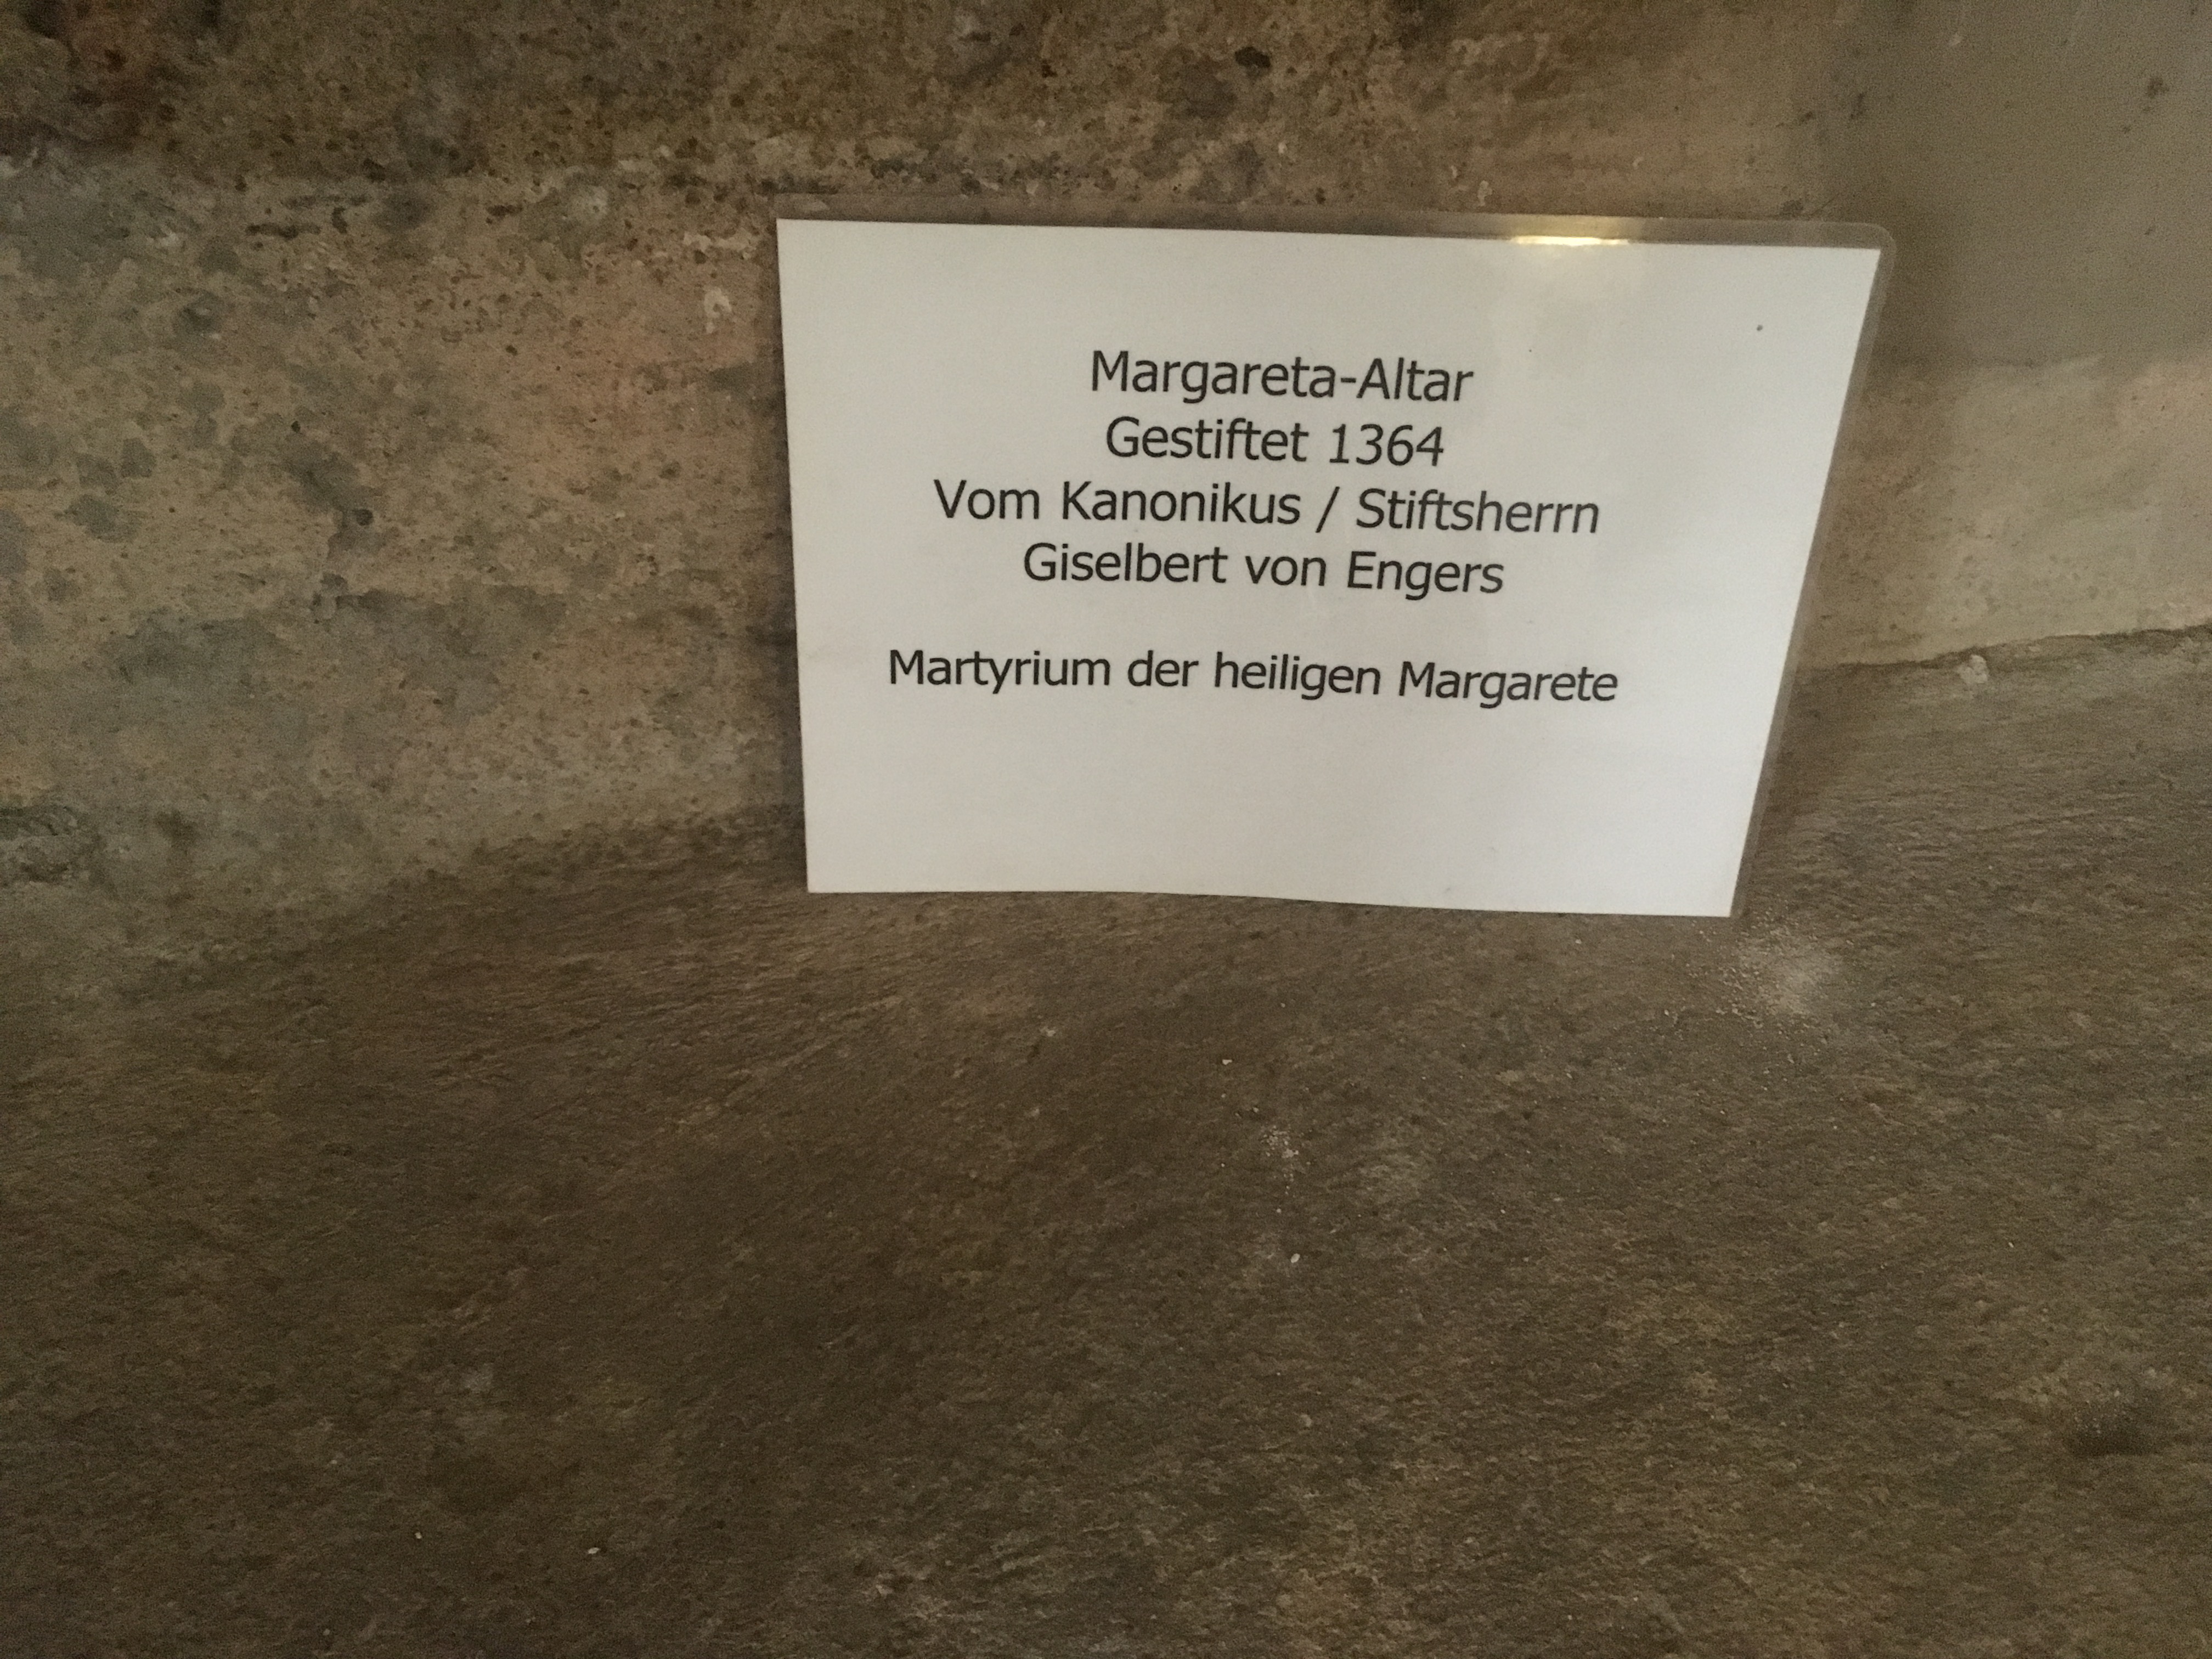 Margareta-Altar
Gestiftet 1364
Vom Kanonikus / Stiftsherrn
Giselbert von Engers
Martyrium der heiligen Margarete